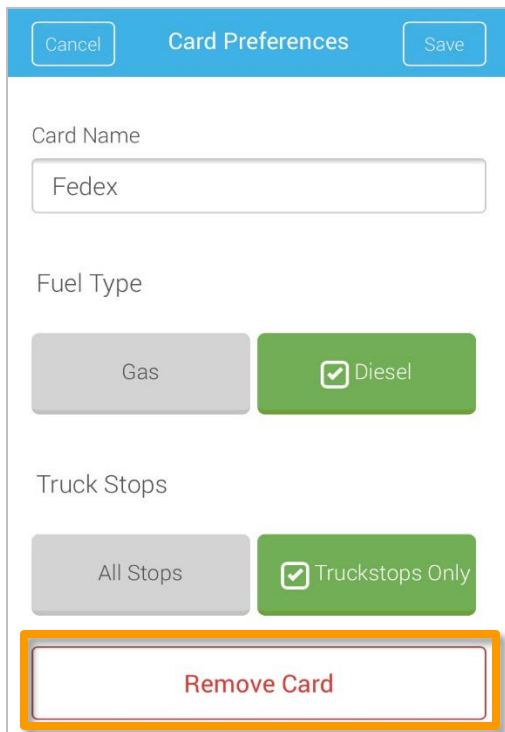 Cancel Card Preferences Save
Card Name
Fedex
Fuel Type
Gas Diesel
Truck Stops
All Stops Truckstops Only
Remove Card